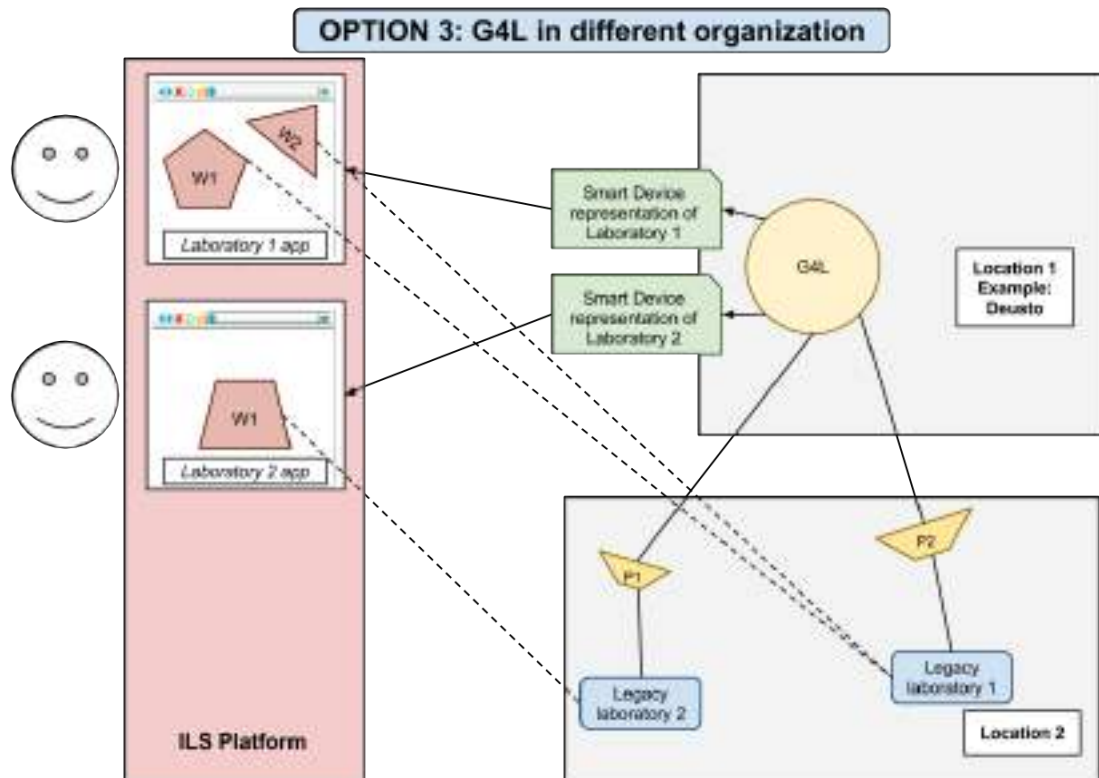 OPTION 3: G4L in different organization
W1
W2
Laboratory 1 app
W1
Laboratory 2 app
ILS Platform
Smart Device
representation of
Laboratory 1
Smart Device
representation of
Laboratory 2
G4L
Location 1
Example:
Deusto
P1
P2
Legacy
laboratory 2
Legacy
laboratory 1
Location 2